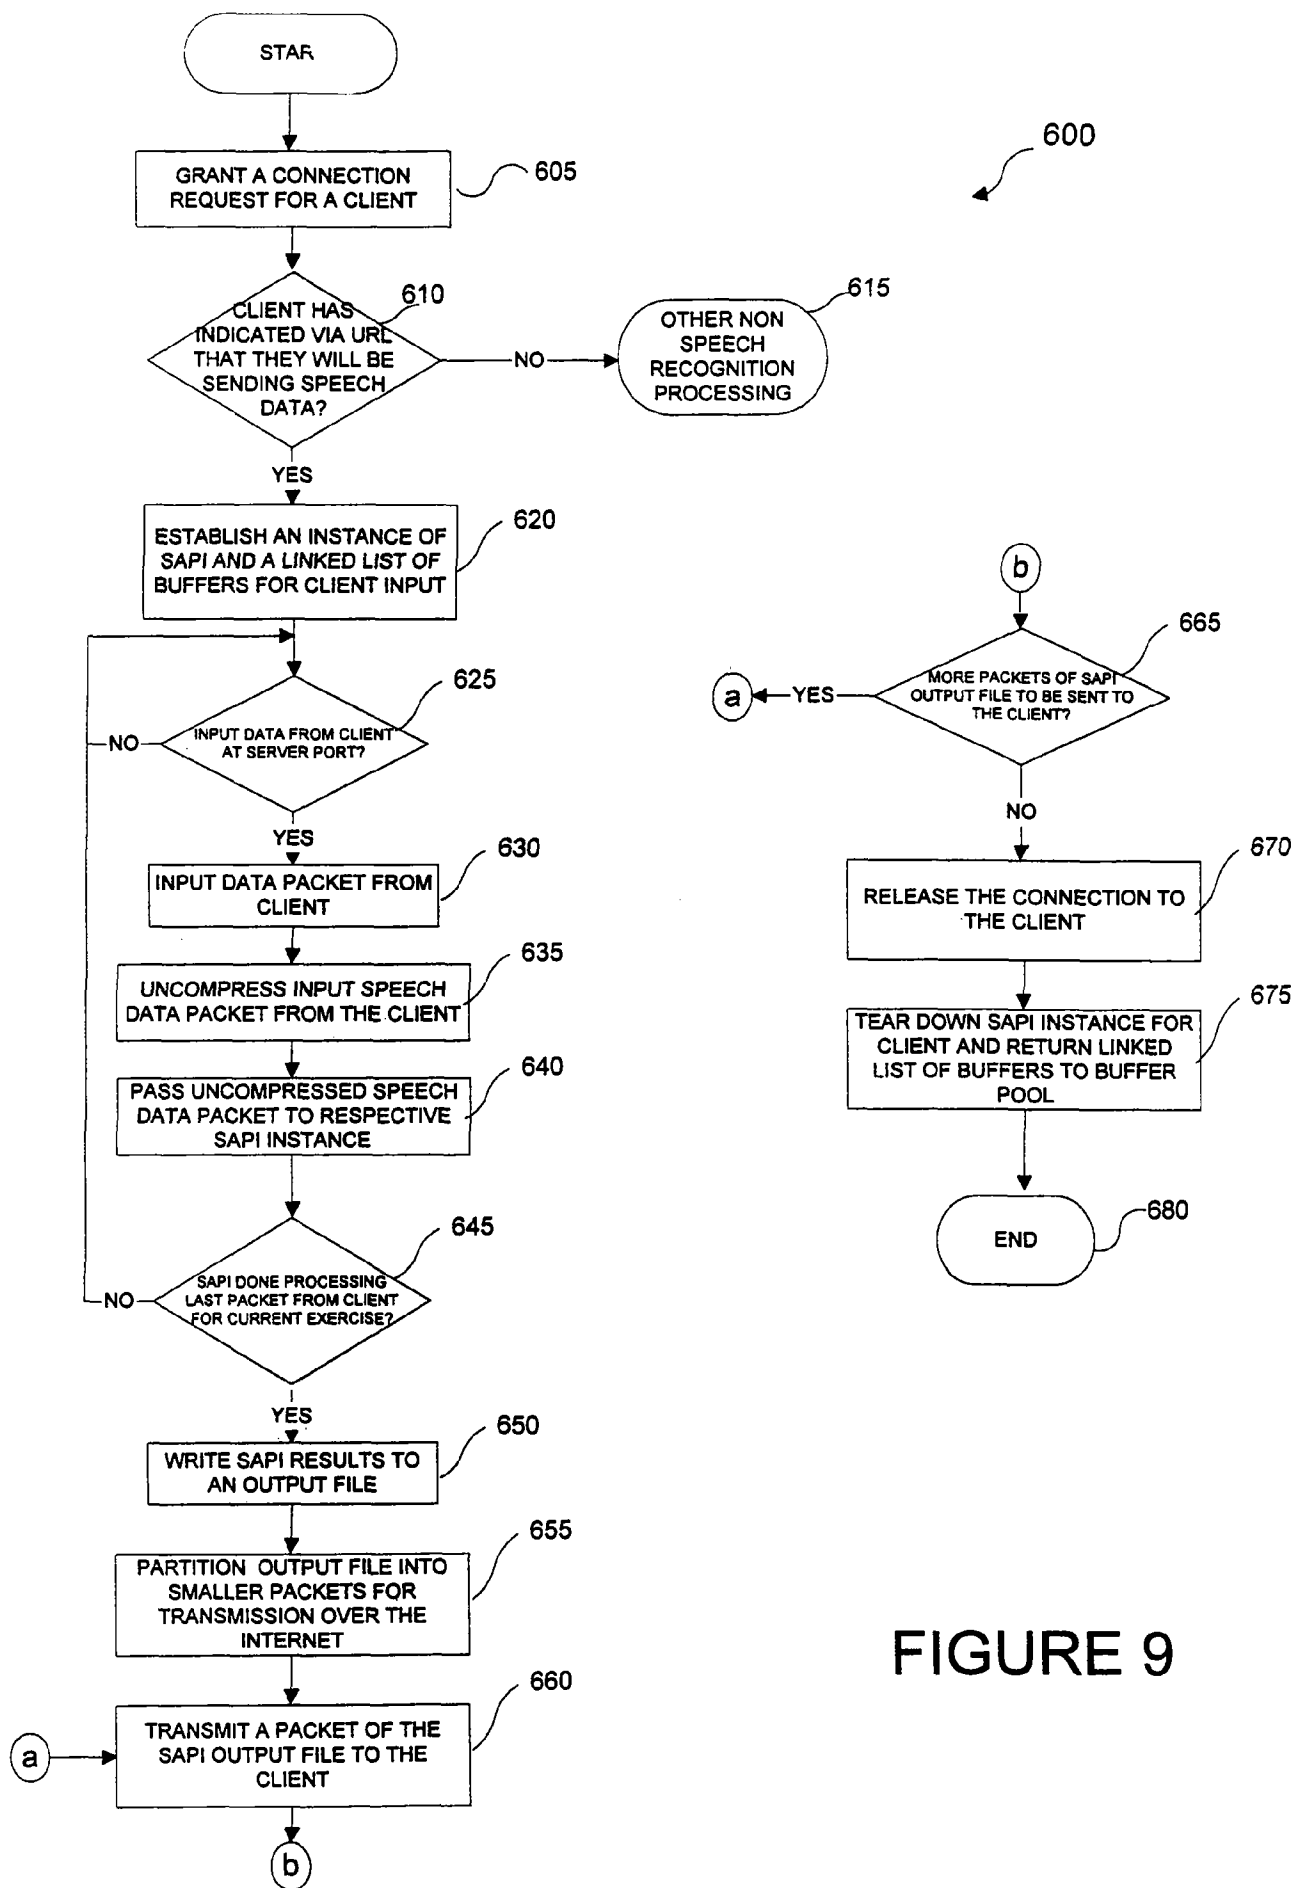 STAR
600
GRANT A CONNECTION
REQUEST FOR A CLIENT
605
CLIENT HAS
INDICATED VIA URL
THAT THEY WILL BE
SENDING SPEECH
DATA?
610
NO
OTHER NON
SPEECH
RECOGNITION
PROCESSING
615
YES
ESTABLISH AN INSTANCE OF
SAPI AND A LINKED LIST OF
BUFFERS FOR CLIENT INPUT
620
INPUT DATA FROM CLIENT
AT SERVER PORT?
625
NO
YES
INPUT DATA PACKET FROM
CLIENT
630
UNCOMPRESS INPUT SPEECH
DATA PACKET FROM THE CLIENT
635
PASS UNCOMPRESSED SPEECH
DATA PACKET TO RESPECTIVE
SAPI INSTANCE
640
SAPI DONE PROCESSING
LAST PACKET FROM CLIENT
FOR CURRENT EXERCISE?
645
NO
YES
WRITE SAPI RESULTS TO
AN OUTPUT FILE
650
PARTITION OUTPUT FILE INTO
SMALLER PACKETS FOR
TRANSMISSION OVER THE
INTERNET
655
a
TRANSMIT A PACKET OF THE
SAPI OUTPUT FILE TO THE
CLIENT
660
b
b
MORE PACKETS OF SAPI
OUTPUT FILE TO BE SENT TO
THE CLIENT?
665
YES
a
NO
RELEASE THE CONNECTION TO
THE CLIENT
670
TEAR DOWN SAPI INSTANCE FOR
CLIENT AND RETURN LINKED
LIST OF BUFFERS TO BUFFER
POOL
675
END
680
FIGURE 9